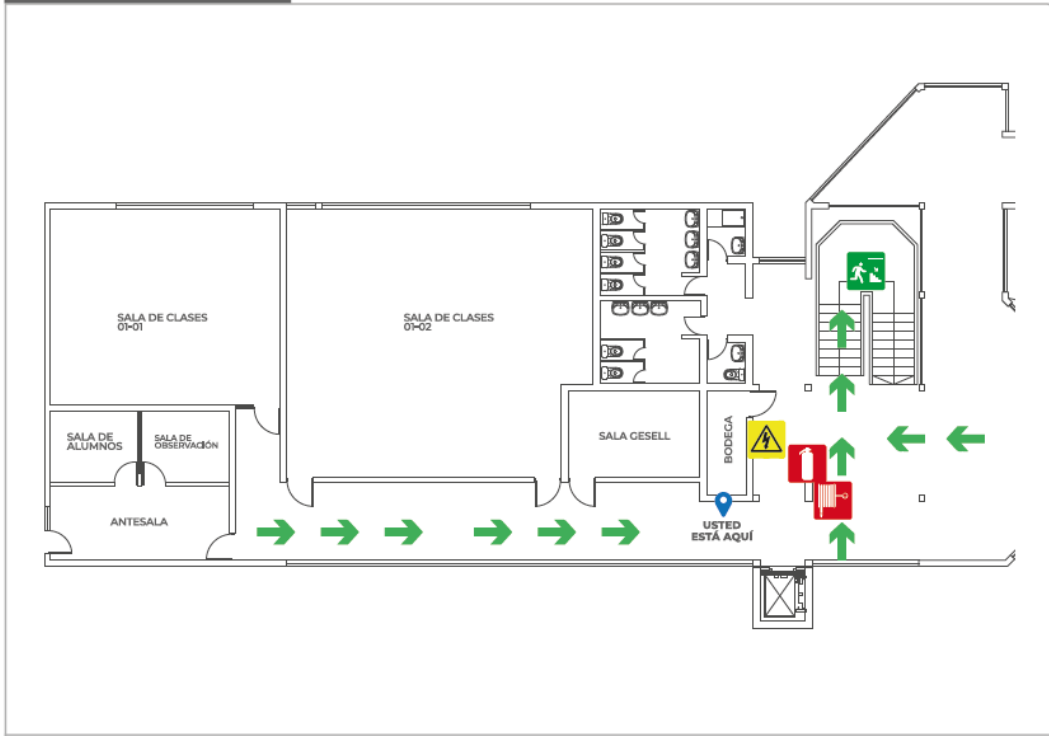 SALA DE CLASES
01-01
SALA DE CLASES
01-02
SALA DE
ALUMNOS
SALA DE
OBSERVACIÓN
SALA GESELL
BODEGA
ANTESALA
USTED
ESTÁ AQUÍ